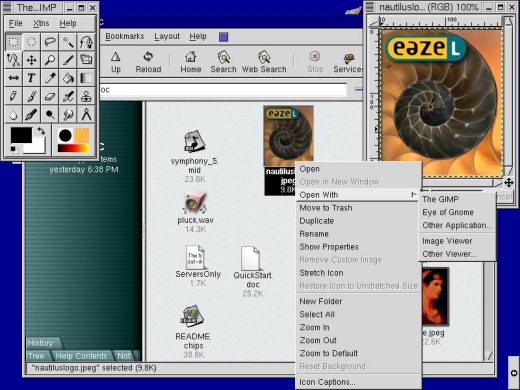 The...IMP
File Xtns Help
Bookmarks Layout Help
Up
Reload
Home
Search
Web Search
Stop
Services
oc
c
tems
yesterday 6:38 PM
symphony_5.
mid
23.8K
pluck.wav
14.3K
ServersOnly
1.7K
QuickStart.
doc
25.2K
README.
chips
38.8K
eazel
nautiluslogo.
jpeg
9.8K
nautiluslogo.jpeg (RGB) 100%
100
eazel
Open
Open in New Window
Open With
Move to Trash
Duplicate
Rename
Show Properties
Remove Custom Image
Stretch Icon
Restore Icon to Unstretched Size
New Folder
Select All
Zoom In
Zoom Out
Zoom to Default
Reset Background
Icon Captions...
The GIMP
Eye of Gnome
Other Application...
Image Viewer
Other Viewer...
e.jpeg
2.6K
History
Tree
Help Contents
Not
"nautiluslogo.jpeg" selected (9.8K)